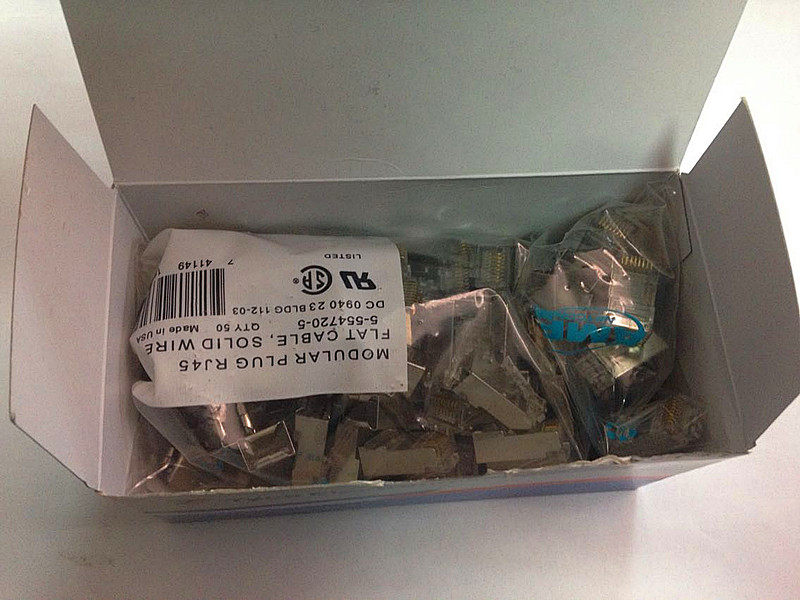 MODULAR PLUG RJ45
FLAT CABLE, SOLID WIRE
5-554720-5 QTY 50 Made in USA
DC 0940 23 BLDG 112-03
7 41149
LISTED
AMP